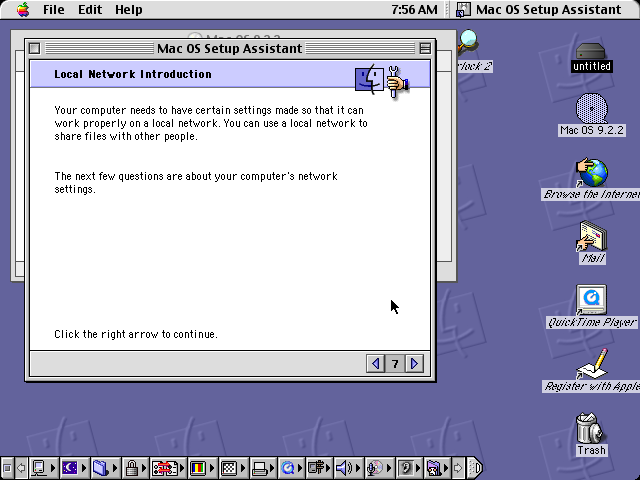 File Edit Help 7:56 AM Mac OS Setup Assistant
Mac OS 9.2.2
Mac OS Setup Assistant
Local Network Introduction
Your computer needs to have certain settings made so that it can
work properly on a local network. You can use a local network to
share files with other people.
The next few questions are about your computer's network
settings.
Click the right arrow to continue.
7
rlock 2
untitled
Mac OS 9.2.2
Browse the Internet
Mail
QuickTime Player
Register with Apple
Trash